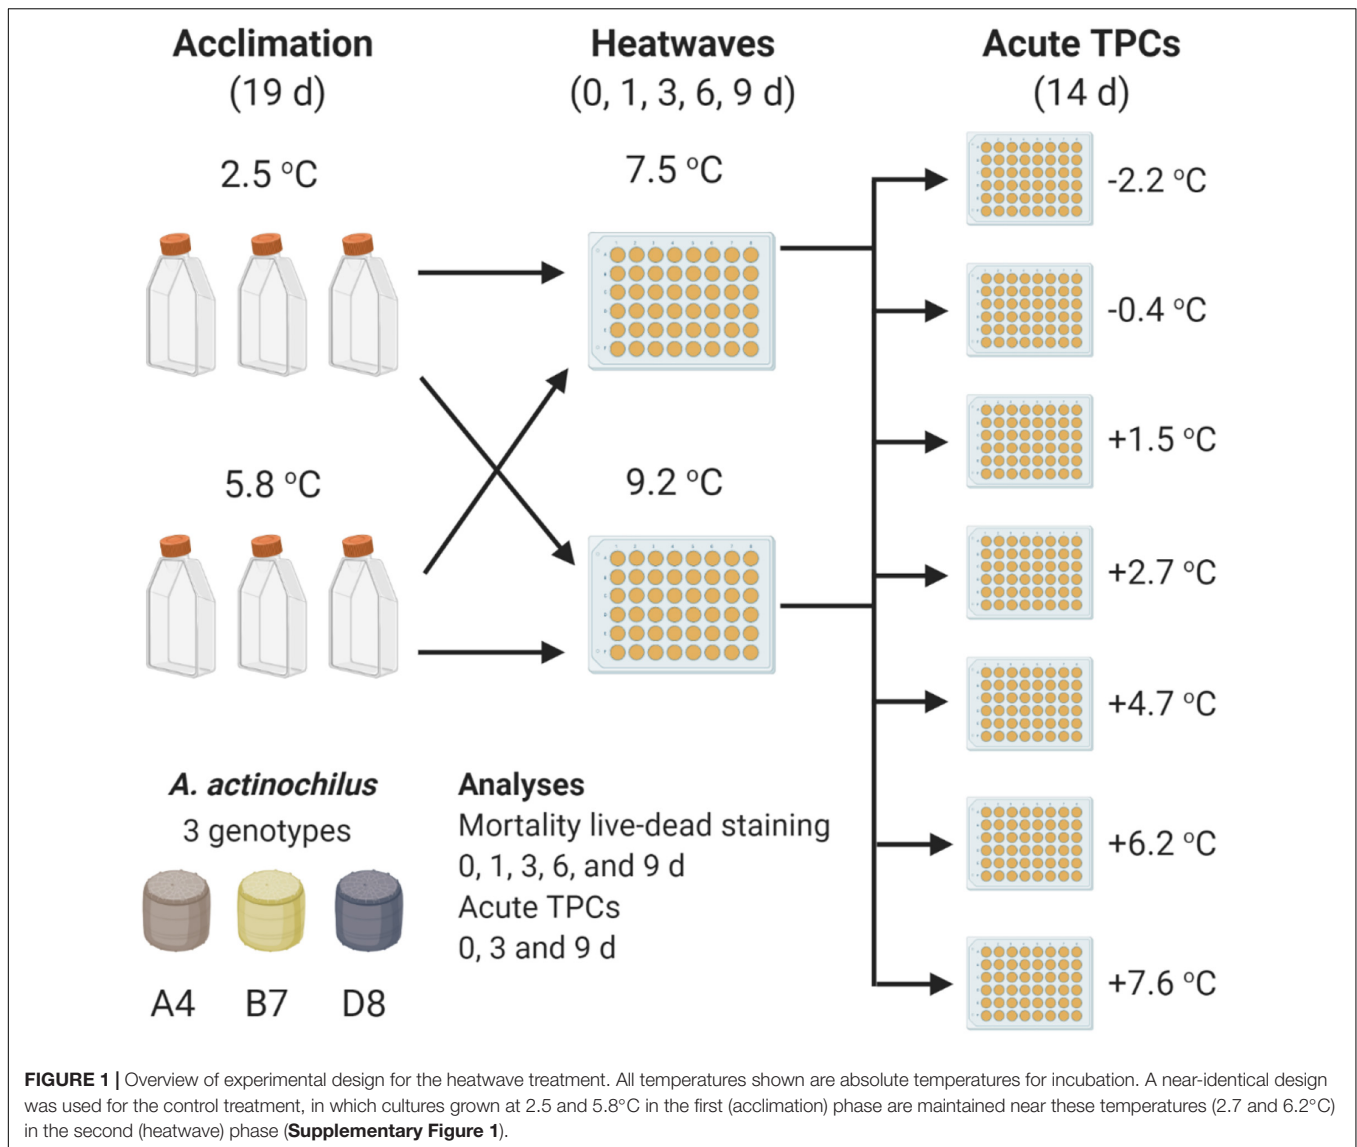 Acclimation
(19 d)
Heatwaves
(0, 1, 3, 6, 9 d)
Acute TPCs
(14 d)
2.5 °C
7.5 °C
5.8 °C
9.2 °C
-2.2 °C
-0.4 °C
+1.5 °C
+2.7 °C
+4.7 °C
+6.2 °C
+7.6 °C
A. actinochilus
3 genotypes
A4 B7 D8
Analyses
Mortality live-dead staining
0, 1, 3, 6, and 9 d
Acute TPCs
0, 3 and 9 d
FIGURE 1 | Overview of experimental design for the heatwave treatment. All temperatures shown are absolute temperatures for incubation. A near-identical design
was used for the control treatment, in which cultures grown at 2.5 and 5.8°C in the first (acclimation) phase are maintained near these temperatures (2.7 and 6.2°C)
in the second (heatwave) phase (Supplementary Figure 1).